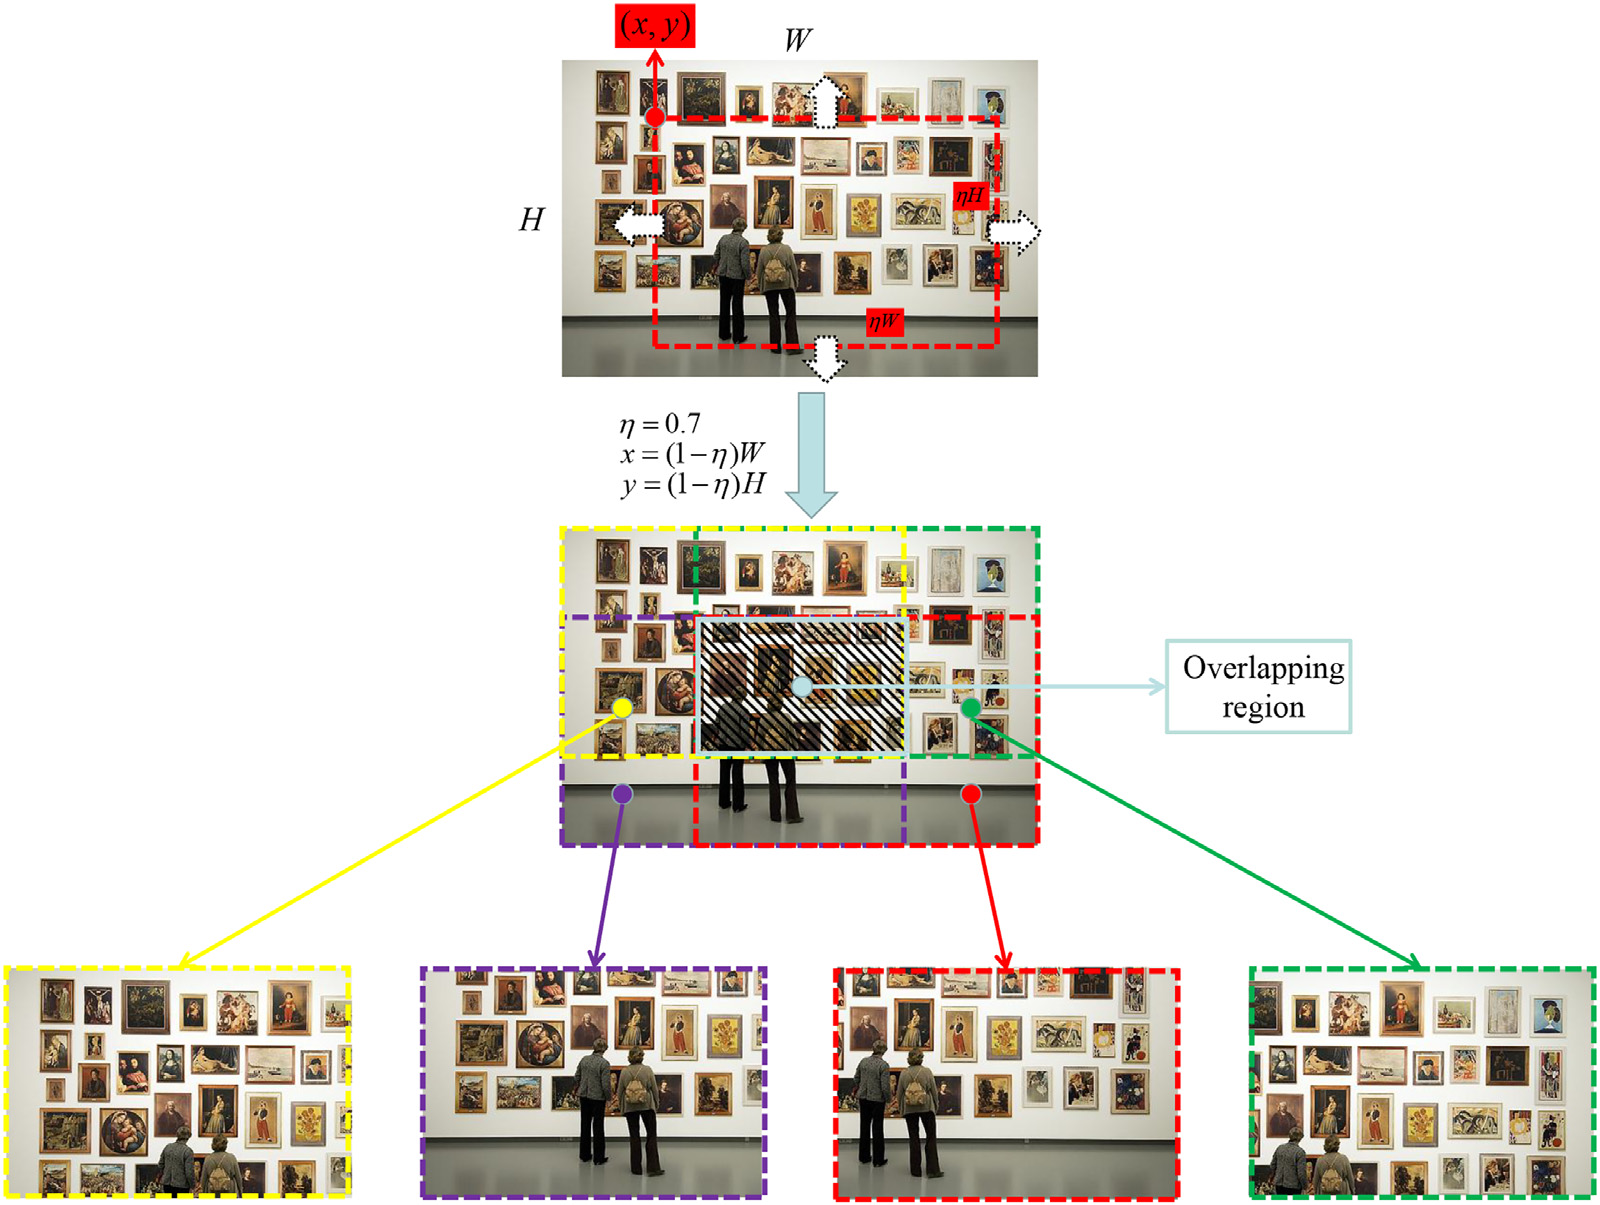 (x, y)
W
H
ηH
ηW
η = 0.7
x = (1−η)W
y = (1−η)H
Overlapping
region